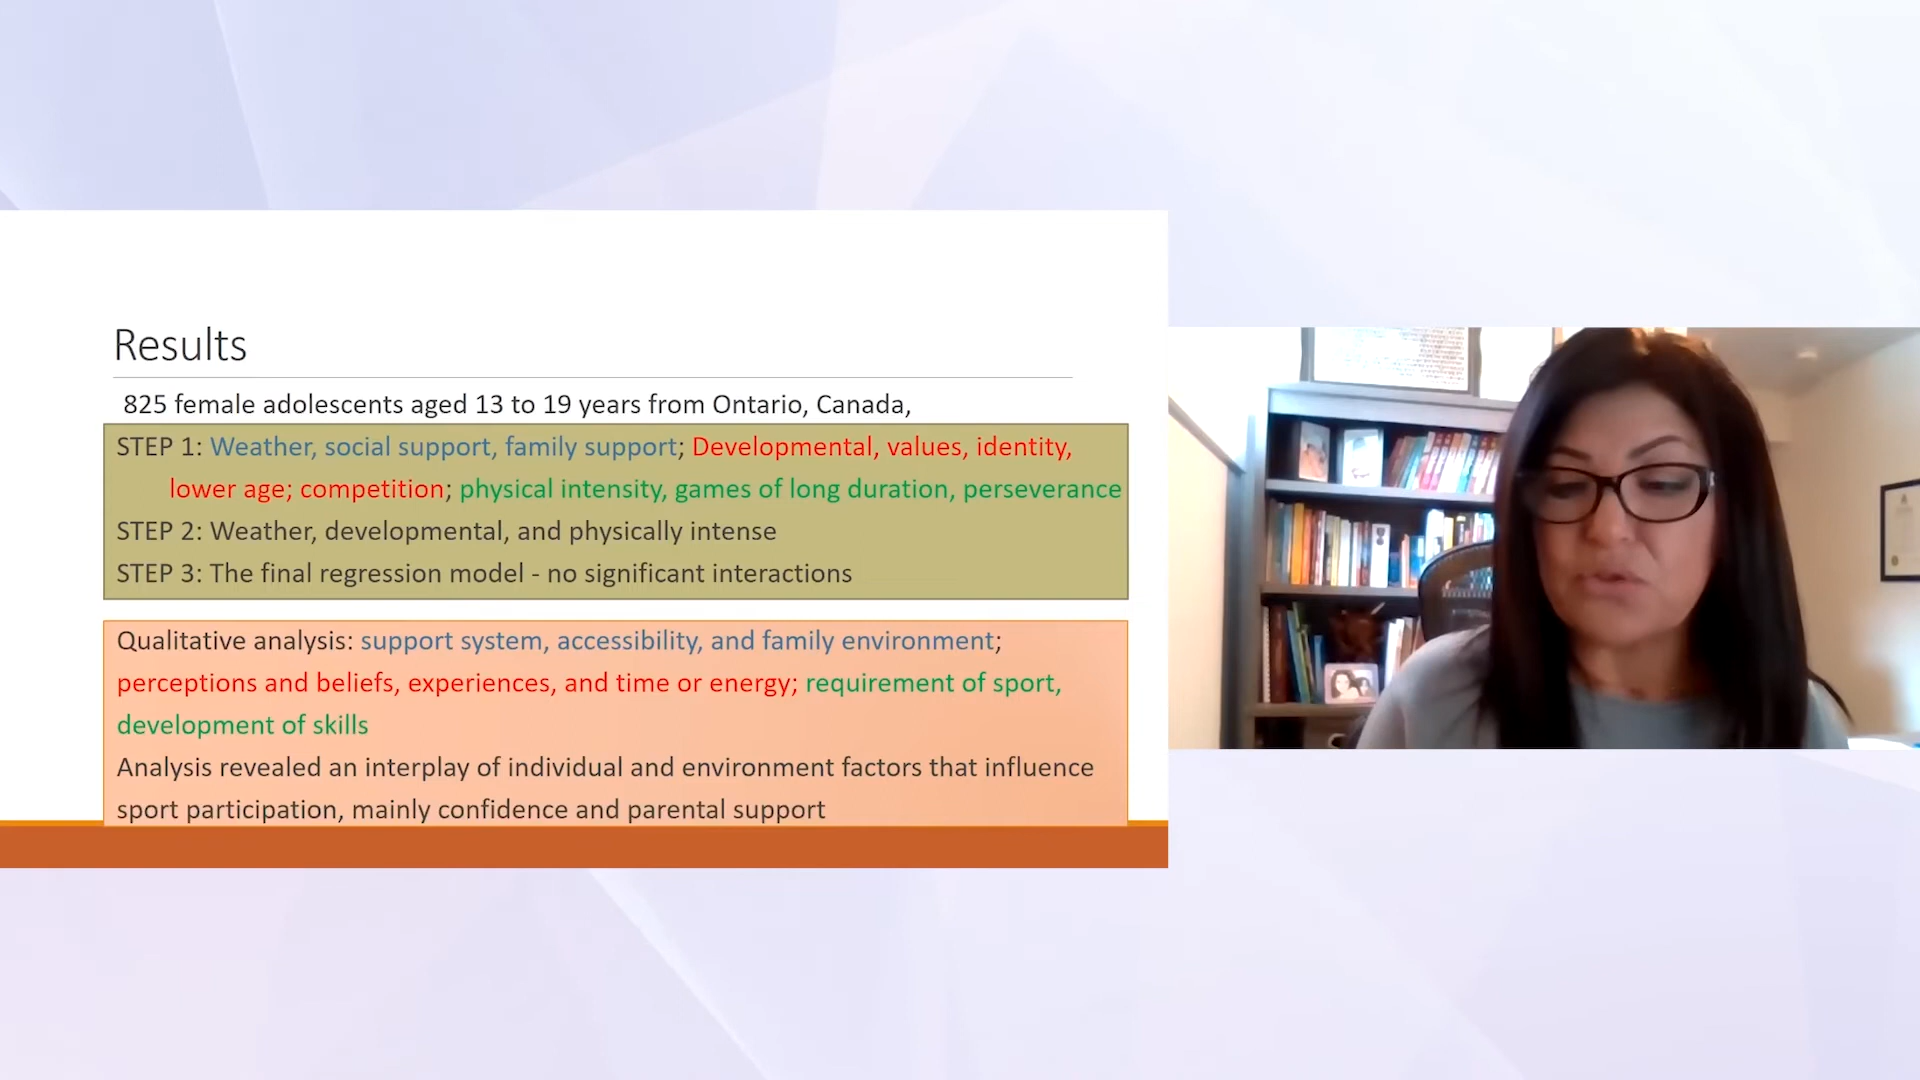 Results
825 female adolescents aged 13 to 19 years from Ontario, Canada,
STEP 1: Weather, social support, family support; Developmental, values, identity,
lower age; competition; physical intensity, games of long duration, perseverance
STEP 2: Weather, developmental, and physically intense
STEP 3: The final regression model - no significant interactions
Qualitative analysis: support system, accessibility, and family environment;
perceptions and beliefs, experiences, and time or energy; requirement of sport,
development of skills
Analysis revealed an interplay of individual and environment factors that influence
sport participation, mainly confidence and parental support